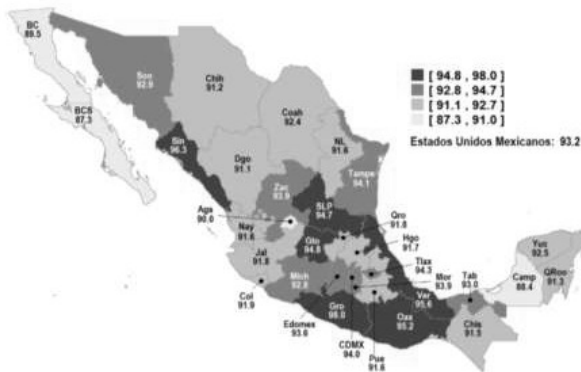 BC
89.5
BCS
87.3
Son
92.9
Chih
91.2
Coah
92.4
Sin
96.3
Dgo
91.1
NL
91.6
Tamps
94.1
Zac
93.9
SLP
94.7
Ags
90.0
Nay
91.6
Jal
91.8
Gto
94.8
Col
91.9
Mich
92.8
Qro
91.8
Hgo
91.7
Tlax
94.3
Mor
93.9
Tab
93.0
Ver
95.6
Gro
98.0
Oax
95.2
Edomex
93.6
CDMX
94.0
Pue
91.6
Chis
91.5
Camp
88.4
Yuc
92.5
QRoo
91.3
[ 94.8 , 98.0 ]
[ 92.8 , 94.7 ]
[ 91.1 , 92.7 ]
[ 87.3 , 91.0 ]
Estados Unidos Mexicanos: 93.2